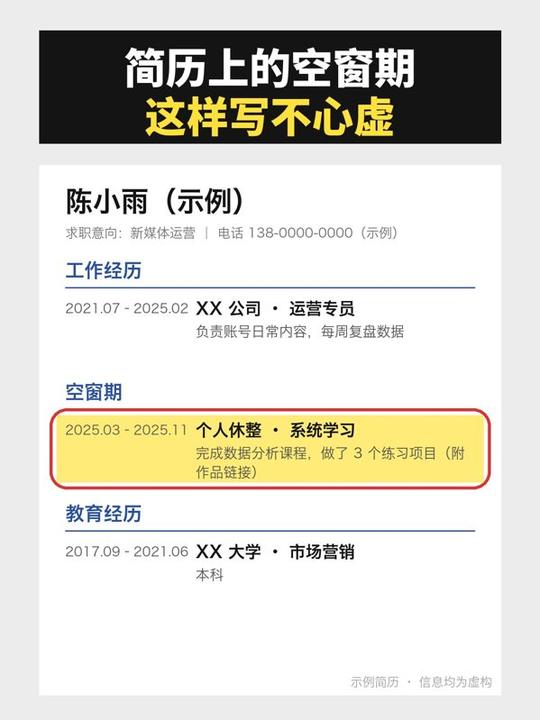 简历上的空窗期
这样写不心虚
陈小雨（示例）
求职意向：新媒体运营 | 电话 138-0000-0000（示例）
工作经历
2021.07 - 2025.02 XX 公司 · 运营专员
负责账号日常内容，每周复盘数据
空窗期
2025.03 - 2025.11 个人休整 · 系统学习
完成数据分析课程，做了 3 个练习项目（附
作品链接）
教育经历
2017.09 - 2021.06 XX 大学 · 市场营销
本科
示例简历 · 信息均为虚构